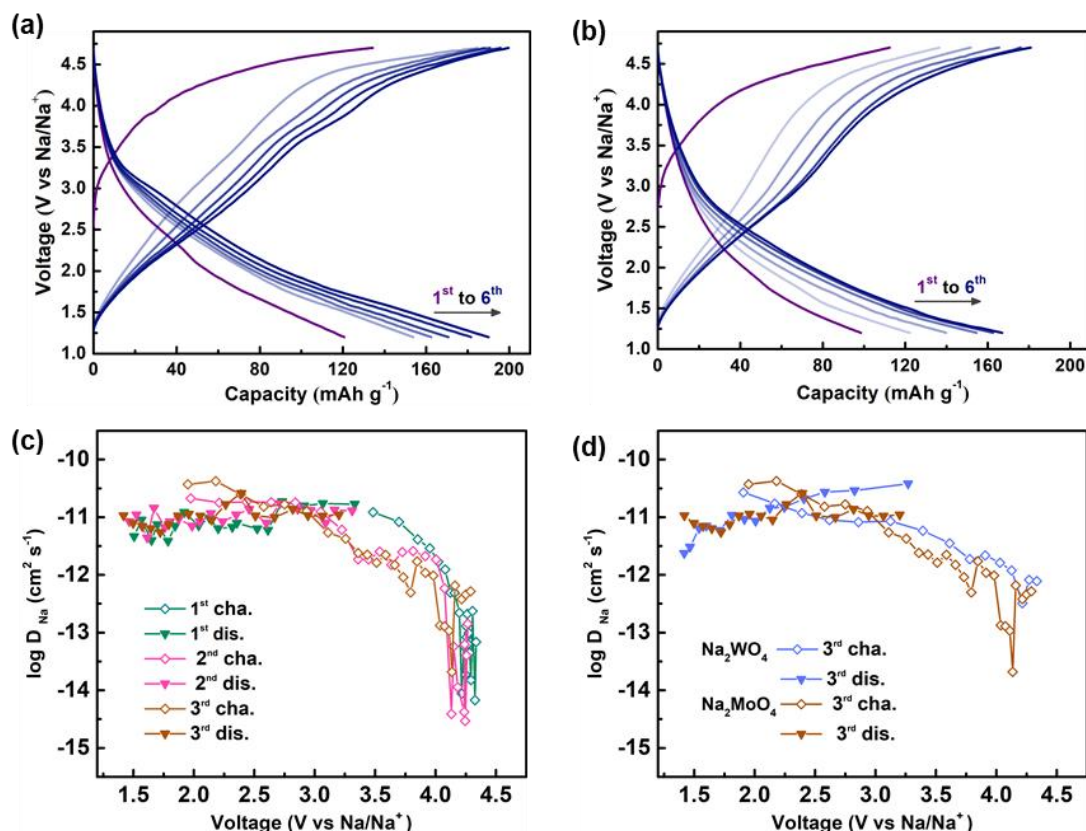 (a)
4.5
4.0
3.5
3.0
2.5
2.0
1.5
1.0
Voltage (V vs Na/Na⁺)
1ˢᵗ to 6ᵗʰ
0 40 80 120 160 200
Capacity (mAh g⁻¹)
(b)
4.5
4.0
3.5
3.0
2.5
2.0
1.5
1.0
Voltage (V vs Na/Na⁺)
1ˢᵗ to 6ᵗʰ
0 40 80 120 160 200
Capacity (mAh g⁻¹)
(c)
-10
-11
-12
-13
-14
-15
log D_Na (cm² s⁻¹)
1ˢᵗ cha.
1ˢᵗ dis.
2ⁿᵈ cha.
2ⁿᵈ dis.
3ʳᵈ cha.
3ʳᵈ dis.
1.5 2.0 2.5 3.0 3.5 4.0 4.5
Voltage (V vs Na/Na⁺)
(d)
-10
-11
-12
-13
-14
-15
log D_Na (cm² s⁻¹)
Na₂WO₄ 3ʳᵈ cha.
3ʳᵈ dis.
Na₂MoO₄ 3ʳᵈ cha.
3ʳᵈ dis.
1.5 2.0 2.5 3.0 3.5 4.0 4.5
Voltage (V vs Na/Na⁺)